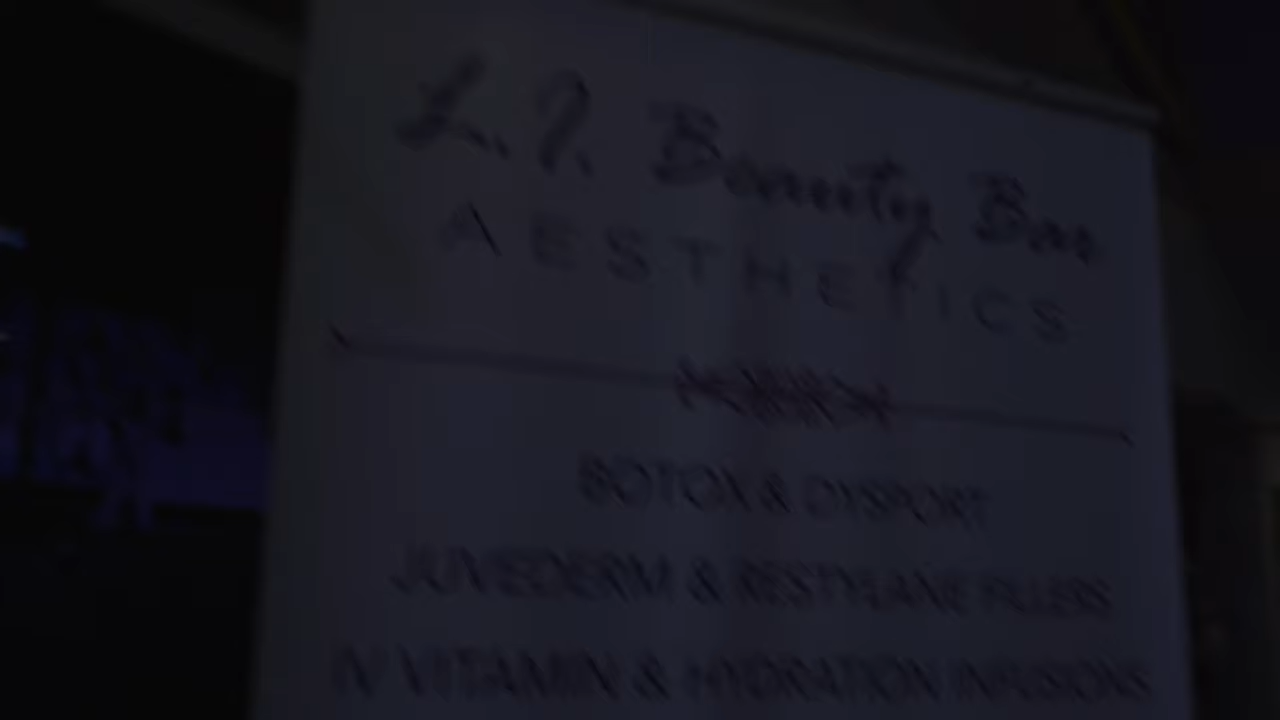 L.I. Beauty Bar
AESTHETICS
BOTOX & DYSPORT
JUVEDERM & RESTYLANE FILLERS
IV VITAMIN & HYDRATION INFUSIONS